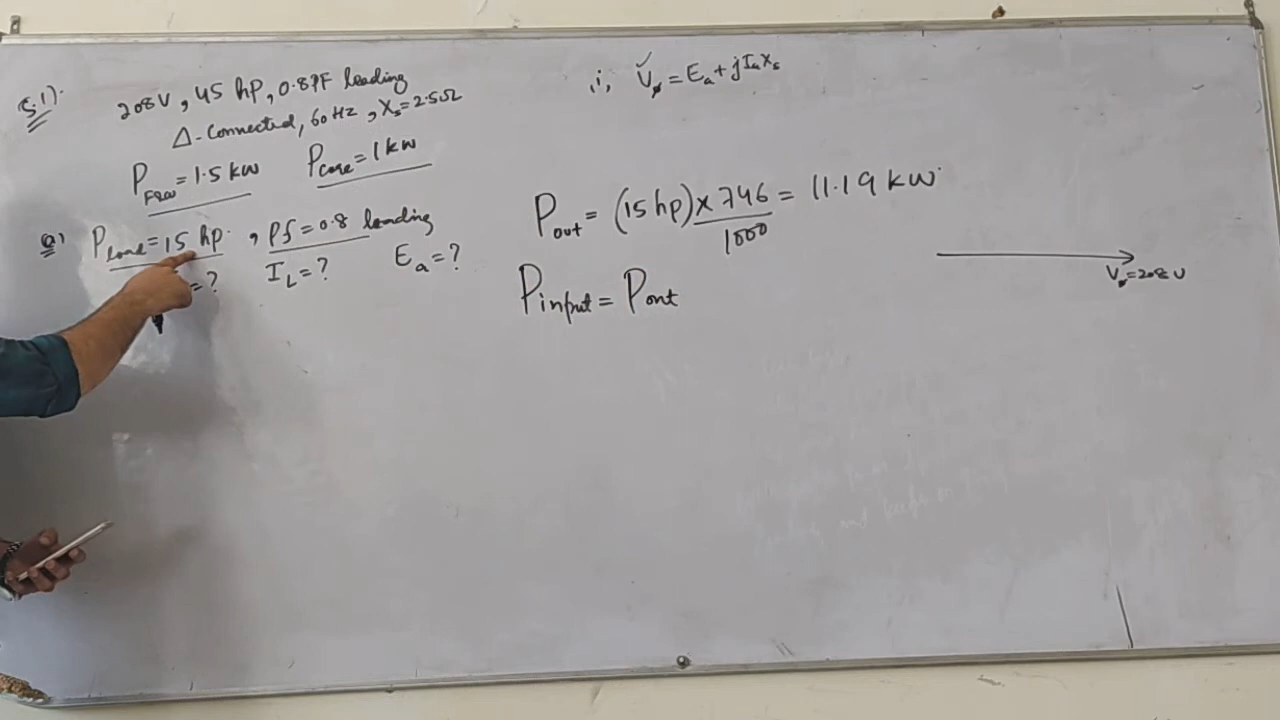 5.1). 208V, 45 hp, 0.8PF leading
Δ-Connected, 60 Hz, Xs=2.5Ω
PF&W=1.5 kW Pcore=1 kW
a) Pload=15 hp, pf=0.8 leading
=? IL=? Ea=?
Vφ=Ea+jIaXs
Pout= (15 hp)×746/1000= 11.19 kW
Pinput= Pout
Vφ=208 V